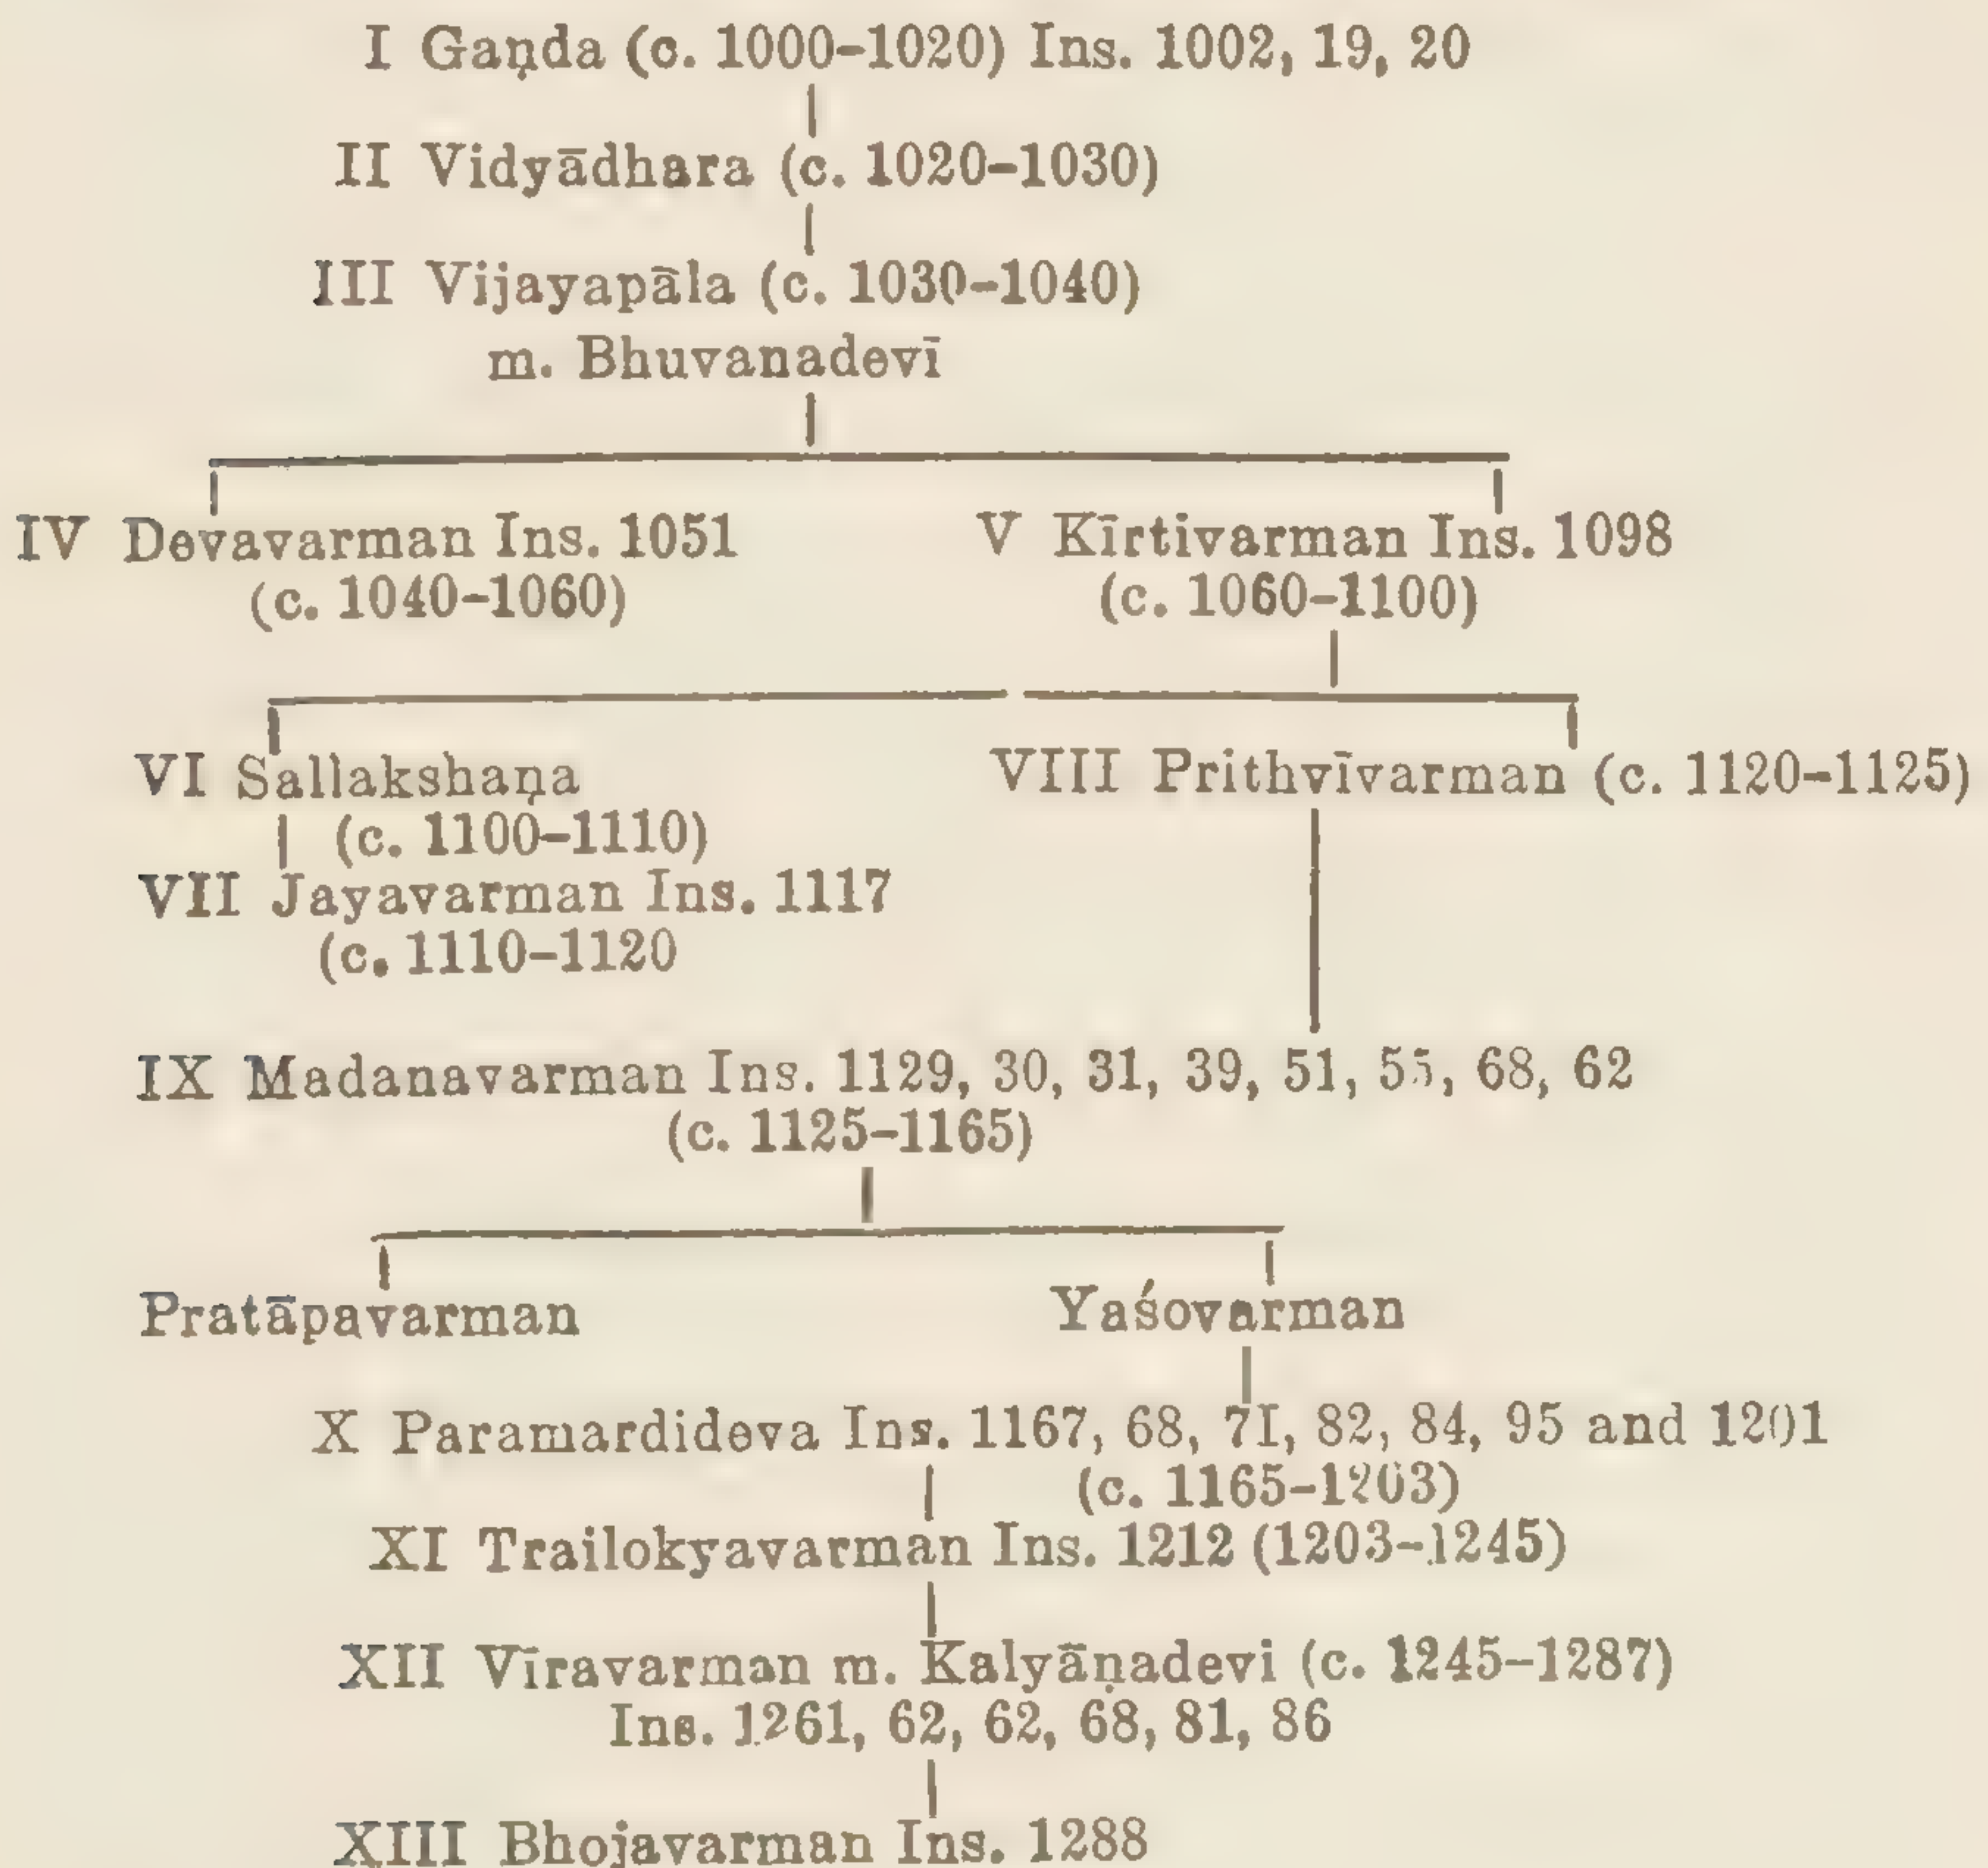 I Gaṇda (c. 1000-1020) Ins. 1002, 19, 20
II Vidyādhara (c. 1020-1030)
III Vijayapāla (c. 1030-1040)
m. Bhuvanadevī
IV Devavarman Ins. 1051
(c. 1040-1060)
V Kīrtivarman Ins. 1098
(c. 1060-1100)
VI Sallakshaṇa
(c. 1100-1110)
VII Jayavarman Ins. 1117
(c. 1110-1120
VIII Prithvīvarman (c. 1120-1125)
IX Madanavarman Ins. 1129, 30, 31, 39, 51, 55, 68, 62
(c. 1125-1165)
Pratāpavarman
Yaśovarman
X Paramardideva Ins. 1167, 68, 71, 82, 84, 95 and 1201
(c. 1165-1203)
XI Trailokyavarman Ins. 1212 (1203-1245)
XII Vīravarman m. Kalyāṇadevi (c. 1245-1287)
Ins. 1261, 62, 62, 68, 81, 86
XIII Bhojavarman Ins. 1288